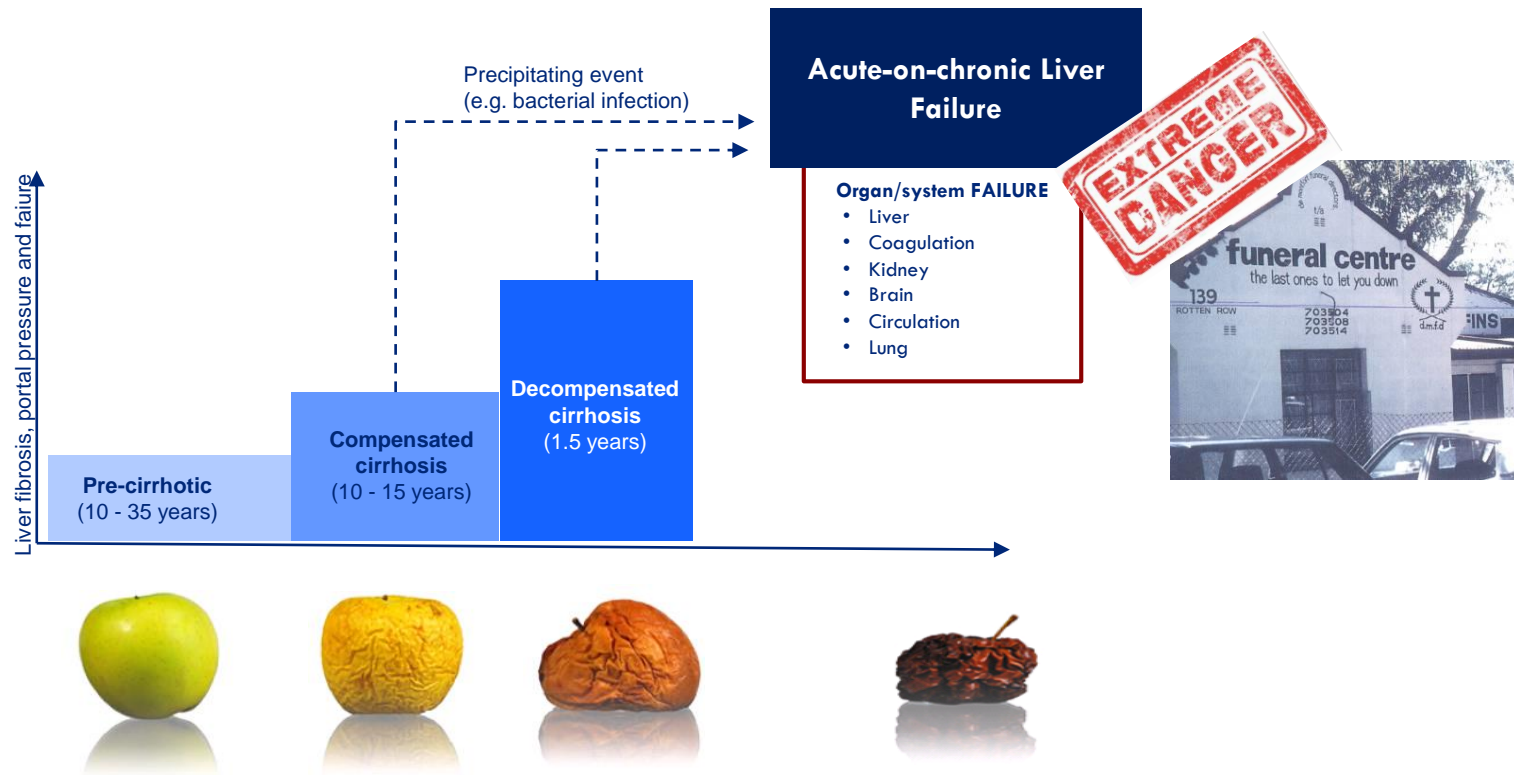 Acute-on-chronic Liver
Failure
EXTREME
DANGER
Precipitating event
(e.g. bacterial infection)
Organ/system FAILURE
• Liver
• Coagulation
• Kidney
• Brain
• Circulation
• Lung
Liver fibrosis, portal pressure and faiure
Pre-cirrhotic
(10 - 35 years)
Compensated
cirrhosis
(10 - 15 years)
Decompensated
cirrhosis
(1.5 years)
t/a
funeral centre
the last ones to let you down
139
ROTTEN ROW
703504
703508
703514
d.m.f.d
FINS